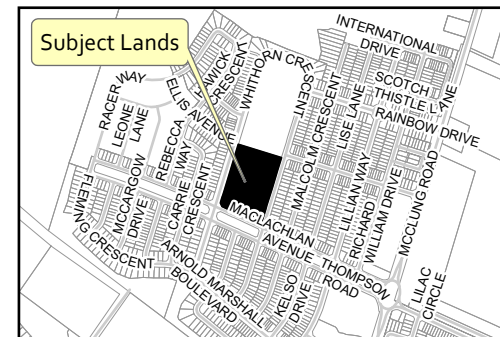 Subject Lands
INTERNATIONAL
DRIVE
SCOTCH
THISTLE LANE
RAINBOW DRIVE
WHITHORN CRESCENT
CRESCENT
ELLIS AVENUE
RACER WAY
LEONE
LANE
REBECCA
WAY
CARRIE
CRESCENT
MCCARGOW
DRIVE
FLEMING CRESCENT
MALCOLM CRESCENT
LISE LANE
LILLIAN WAY
RICHARD
WILLIAM DRIVE
MCCLUNG ROAD
MACLACHLAN
AVENUE
THOMPSON
ROAD
ARNOLD MARSHALL
BOULEVARD
KELSO
DRIVE
LILAC
CIRCLE